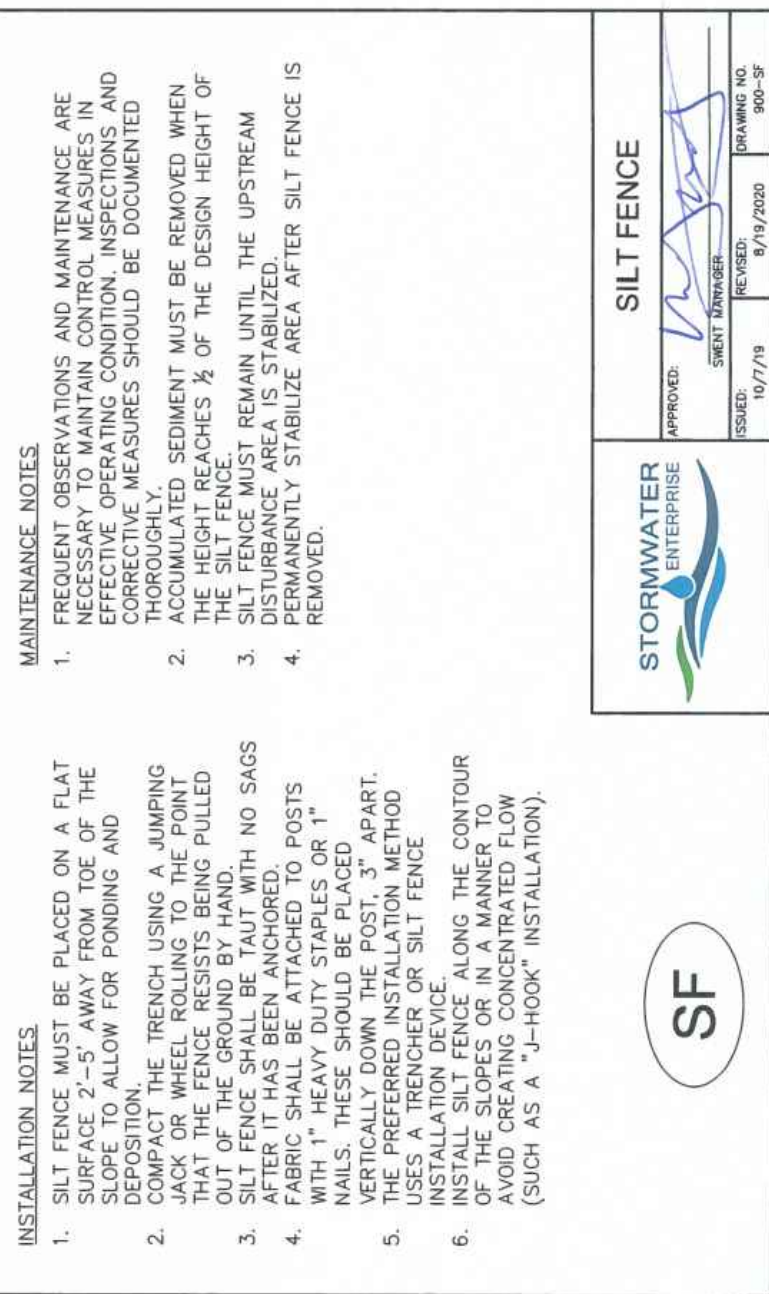 INSTALLATION NOTES
1. SILT FENCE MUST BE PLACED ON A FLAT
SURFACE 2'-5' AWAY FROM TOE OF THE
SLOPE TO ALLOW FOR PONDING AND
DEPOSITION.
2. COMPACT THE TRENCH USING A JUMPING
JACK OR WHEEL ROLLING TO THE POINT
THAT THE FENCE RESISTS BEING PULLED
OUT OF THE GROUND BY HAND.
3. SILT FENCE SHALL BE TAUT WITH NO SAGS
AFTER IT HAS BEEN ANCHORED.
4. FABRIC SHALL BE ATTACHED TO POSTS
WITH 1" HEAVY DUTY STAPLES OR 1"
NAILS. THESE SHOULD BE PLACED
VERTICALLY DOWN THE POST, 3" APART.
5. THE PREFERRED INSTALLATION METHOD
USES A TRENCHER OR SILT FENCE
INSTALLATION DEVICE.
6. INSTALL SILT FENCE ALONG THE CONTOUR
OF THE SLOPES OR IN A MANNER TO
AVOID CREATING CONCENTRATED FLOW
(SUCH AS A "J-HOOK" INSTALLATION).
MAINTENANCE NOTES
1. FREQUENT OBSERVATIONS AND MAINTENANCE ARE
NECESSARY TO MAINTAIN CONTROL MEASURES IN
EFFECTIVE OPERATING CONDITION. INSPECTIONS AND
CORRECTIVE MEASURES SHOULD BE DOCUMENTED
THOROUGHLY.
2. ACCUMULATED SEDIMENT MUST BE REMOVED WHEN
THE HEIGHT REACHES ½ OF THE DESIGN HEIGHT OF
THE SILT FENCE.
3. SILT FENCE MUST REMAIN UNTIL THE UPSTREAM
DISTURBANCE AREA IS STABILIZED.
4. PERMANENTLY STABILIZE AREA AFTER SILT FENCE IS
REMOVED.
SF
STORMWATER
ENTERPRISE
SILT FENCE
APPROVED:
SWENT MANAGER
ISSUED:
10/7/19
REVISED:
8/19/2020
DRAWING NO.
900-SF